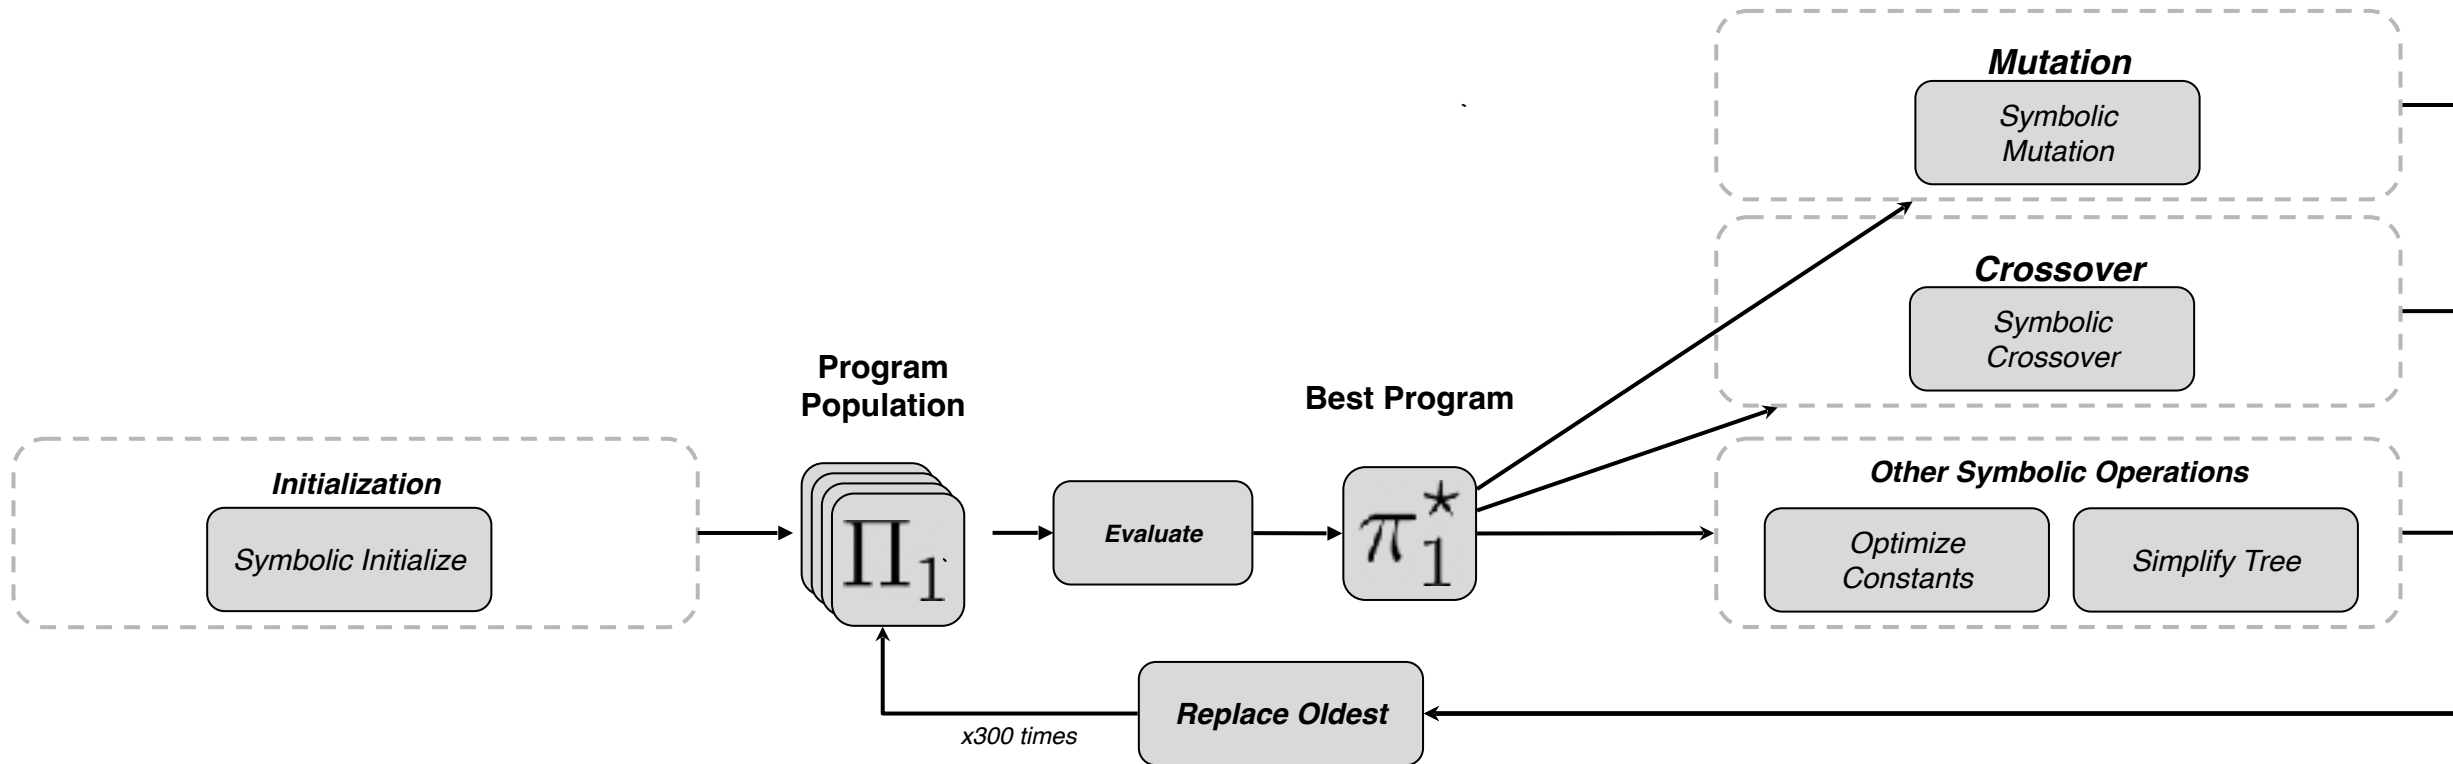 Mutation
Symbolic
Mutation
Crossover
Symbolic
Crossover
Program
Population
Best Program
Initialization
Symbolic Initialize
Π₁
Evaluate
π₁*
Other Symbolic Operations
Optimize
Constants
Simplify Tree
Replace Oldest
x300 times